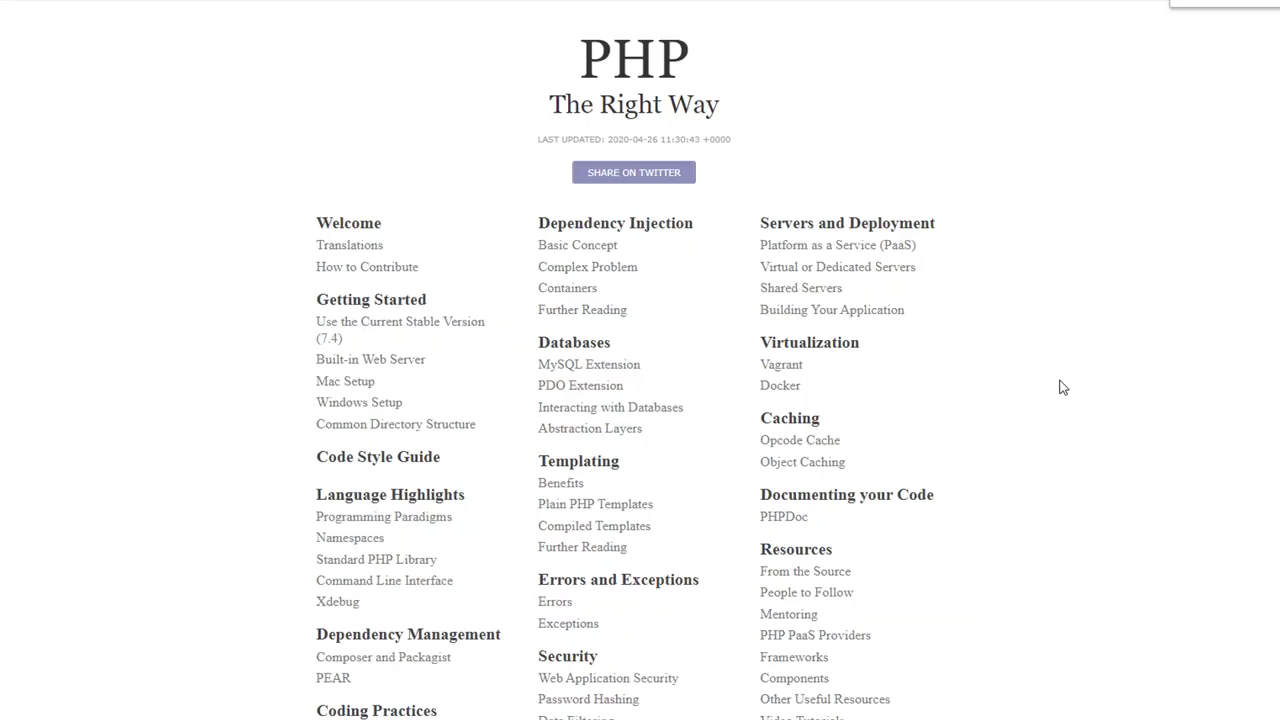 PHP
The Right Way
LAST UPDATED: 2020-04-26 11:30:43 +0000
SHARE ON TWITTER
Welcome
Translations
How to Contribute
Getting Started
Use the Current Stable Version
(7.4)
Built-in Web Server
Mac Setup
Windows Setup
Common Directory Structure
Code Style Guide
Language Highlights
Programming Paradigms
Namespaces
Standard PHP Library
Command Line Interface
Xdebug
Dependency Management
Composer and Packagist
PEAR
Coding Practices
Dependency Injection
Basic Concept
Complex Problem
Containers
Further Reading
Databases
MySQL Extension
PDO Extension
Interacting with Databases
Abstraction Layers
Templating
Benefits
Plain PHP Templates
Compiled Templates
Further Reading
Errors and Exceptions
Errors
Exceptions
Security
Web Application Security
Password Hashing
Data Filtering
Servers and Deployment
Platform as a Service (PaaS)
Virtual or Dedicated Servers
Shared Servers
Building Your Application
Virtualization
Vagrant
Docker
Caching
Opcode Cache
Object Caching
Documenting your Code
PHPDoc
Resources
From the Source
People to Follow
Mentoring
PHP PaaS Providers
Frameworks
Components
Other Useful Resources
Video Tutorials